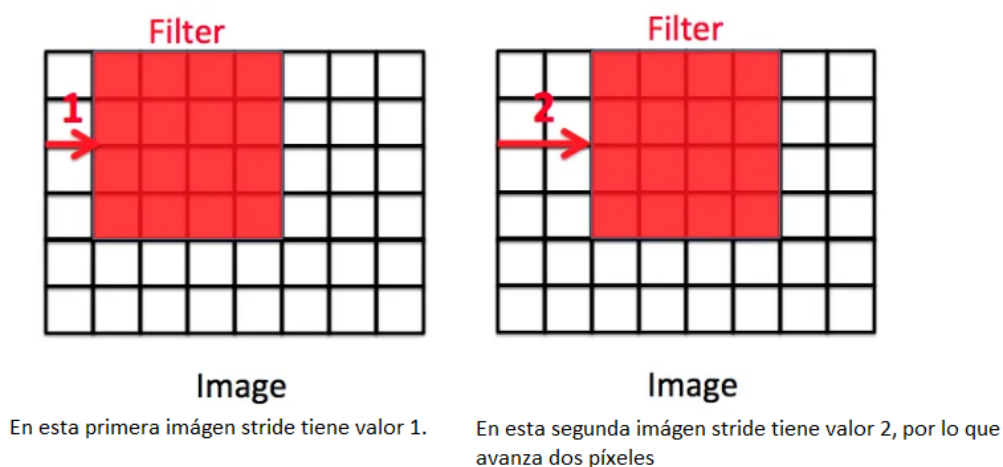 Filter
1
Image
En esta primera imágen stride tiene valor 1.
Filter
2
Image
En esta segunda imágen stride tiene valor 2, por lo que
avanza dos píxeles